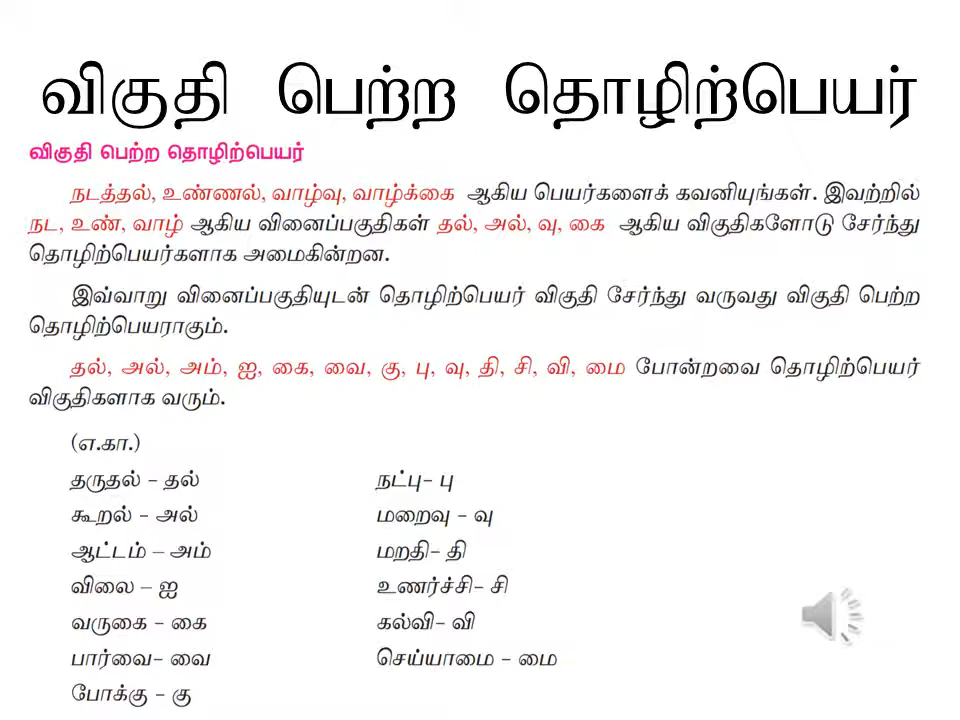 விகுதி பெற்ற தொழிற்பெயர்
விகுதி பெற்ற தொழிற்பெயர்
நடத்தல், உண்ணல், வாழ்வு, வாழ்க்கை ஆகிய பெயர்களைக் கவனியுங்கள். இவற்றில்
நட, உண், வாழ் ஆகிய வினைப்பகுதிகள் தல், அல், வு, கை ஆகிய விகுதிகளோடு சேர்ந்து
தொழிற்பெயர்களாக அமைகின்றன.
இவ்வாறு வினைப்பகுதியுடன் தொழிற்பெயர் விகுதி சேர்ந்து வருவது விகுதி பெற்ற
தொழிற்பெயராகும்.
தல், அல், அம், ஐ, கை, வை, கு, பு, வு, தி, சி, வி, மை போன்றவை தொழிற்பெயர்
விகுதிகளாக வரும்.
(எ.கா.)
தருதல் – தல்
கூறல் – அல்
ஆட்டம் – அம்
விலை – ஐ
வருகை – கை
பார்வை– வை
போக்கு – கு
நட்பு– பு
மறைவு – வு
மறதி– தி
உணர்ச்சி– சி
கல்வி– வி
செய்யாமை – மை